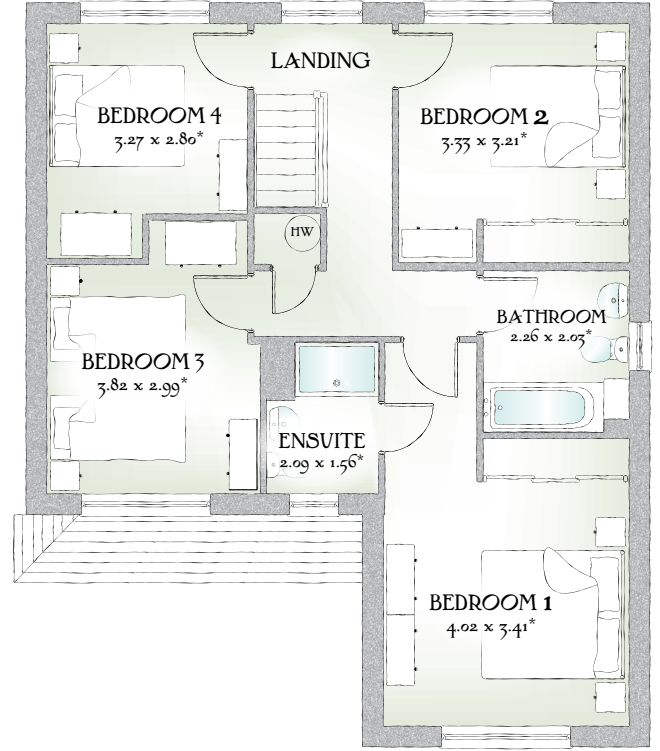 LANDING
BEDROOM 4
3.27 x 2.80*
BEDROOM 2
3.33 x 3.21*
HW
BATHROOM
2.26 x 2.03*
BEDROOM 3
3.82 x 2.99*
ENSUITE
2.09 x 1.56*
BEDROOM 1
4.02 x 3.41*